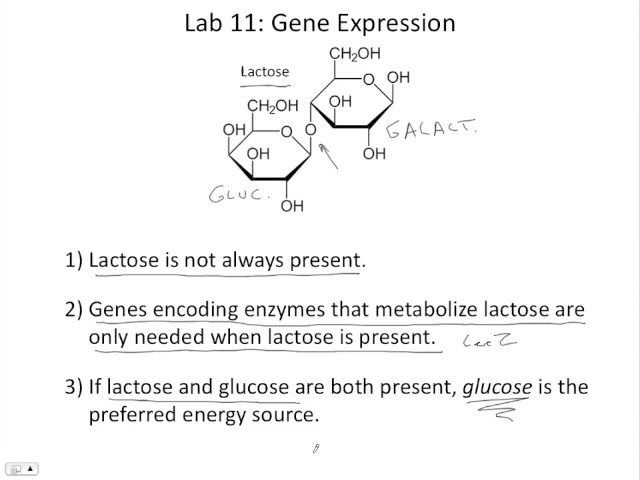 Lab 11: Gene Expression
CH₂OH
Lactose
O
OH
CH₂OH
OH
OH
O
O
GALACT.
OH
OH
GLUC.
OH
1) Lactose is not always present.
2) Genes encoding enzymes that metabolize lactose are
only needed when lactose is present. LacZ
3) If lactose and glucose are both present, glucose is the
preferred energy source.